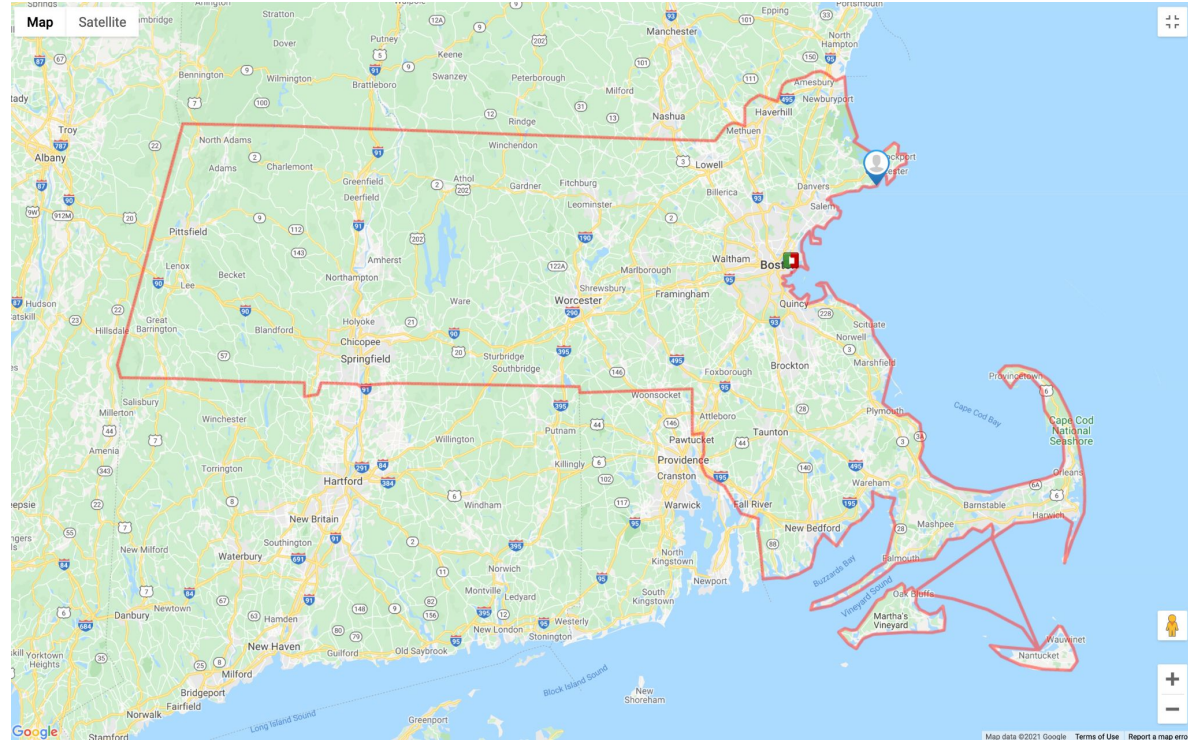 Map
Satellite
Epping
Portsmouth
Manchester
North
Hampton
Dover
Putney
Keene
Bennington
Wilmington
Brattleboro
Swanzey
Peterborough
Milford
Amesbury
Newburyport
Haverhill
Nashua
Methuen
Rindge
Troy
Albany
North Adams
Winchendon
Adams
Charlemont
Lowell
Greenfield
Deerfield
Athol
Gardner
Fitchburg
Leominster
Billerica
Danvers
Salem
Pittsfield
Lenox
Lee
Becket
Amherst
Northampton
Marlborough
Waltham
Shrewsbury
Worcester
Framingham
Quincy
Ware
Hudson
Hillsdale
Great
Barrington
Blandford
Holyoke
Chicopee
Springfield
Sturbridge
Southbridge
Foxborough
Brockton
Scituate
Norwell
Marshfield
Provincetown
Cape Cod Bay
Cape Cod
National
Seashore
Salisbury
Millerton
Winchester
Woonsocket
Attleboro
Plymouth
Amenia
Torrington
Willington
Putnam
Killingly
Pawtucket
Providence
Cranston
Taunton
Wareham
Orleans
Barnstable
Harwich
Hartford
New Britain
Windham
Warwick
Fall River
New Bedford
Mashpee
Falmouth
Southington
Waterbury
New Milford
Norwich
North
Kingstown
Newport
Buzzards Bay
Vineyard Sound
Oak Bluffs
Martha's
Vineyard
Danbury
Newtown
Hamden
Montville
Ledyard
South
Kingstown
Westerly
New London
Stonington
Wauwinet
Nantucket
New Haven
Guilford
Old Saybrook
Yorktown
Heights
Milford
Bridgeport
Fairfield
Norwalk
Stamford
Long Island Sound
Block Island Sound
New
Shoreham
Greenport
Google
Map data ©2021 Google
Terms of Use
Report a map erro